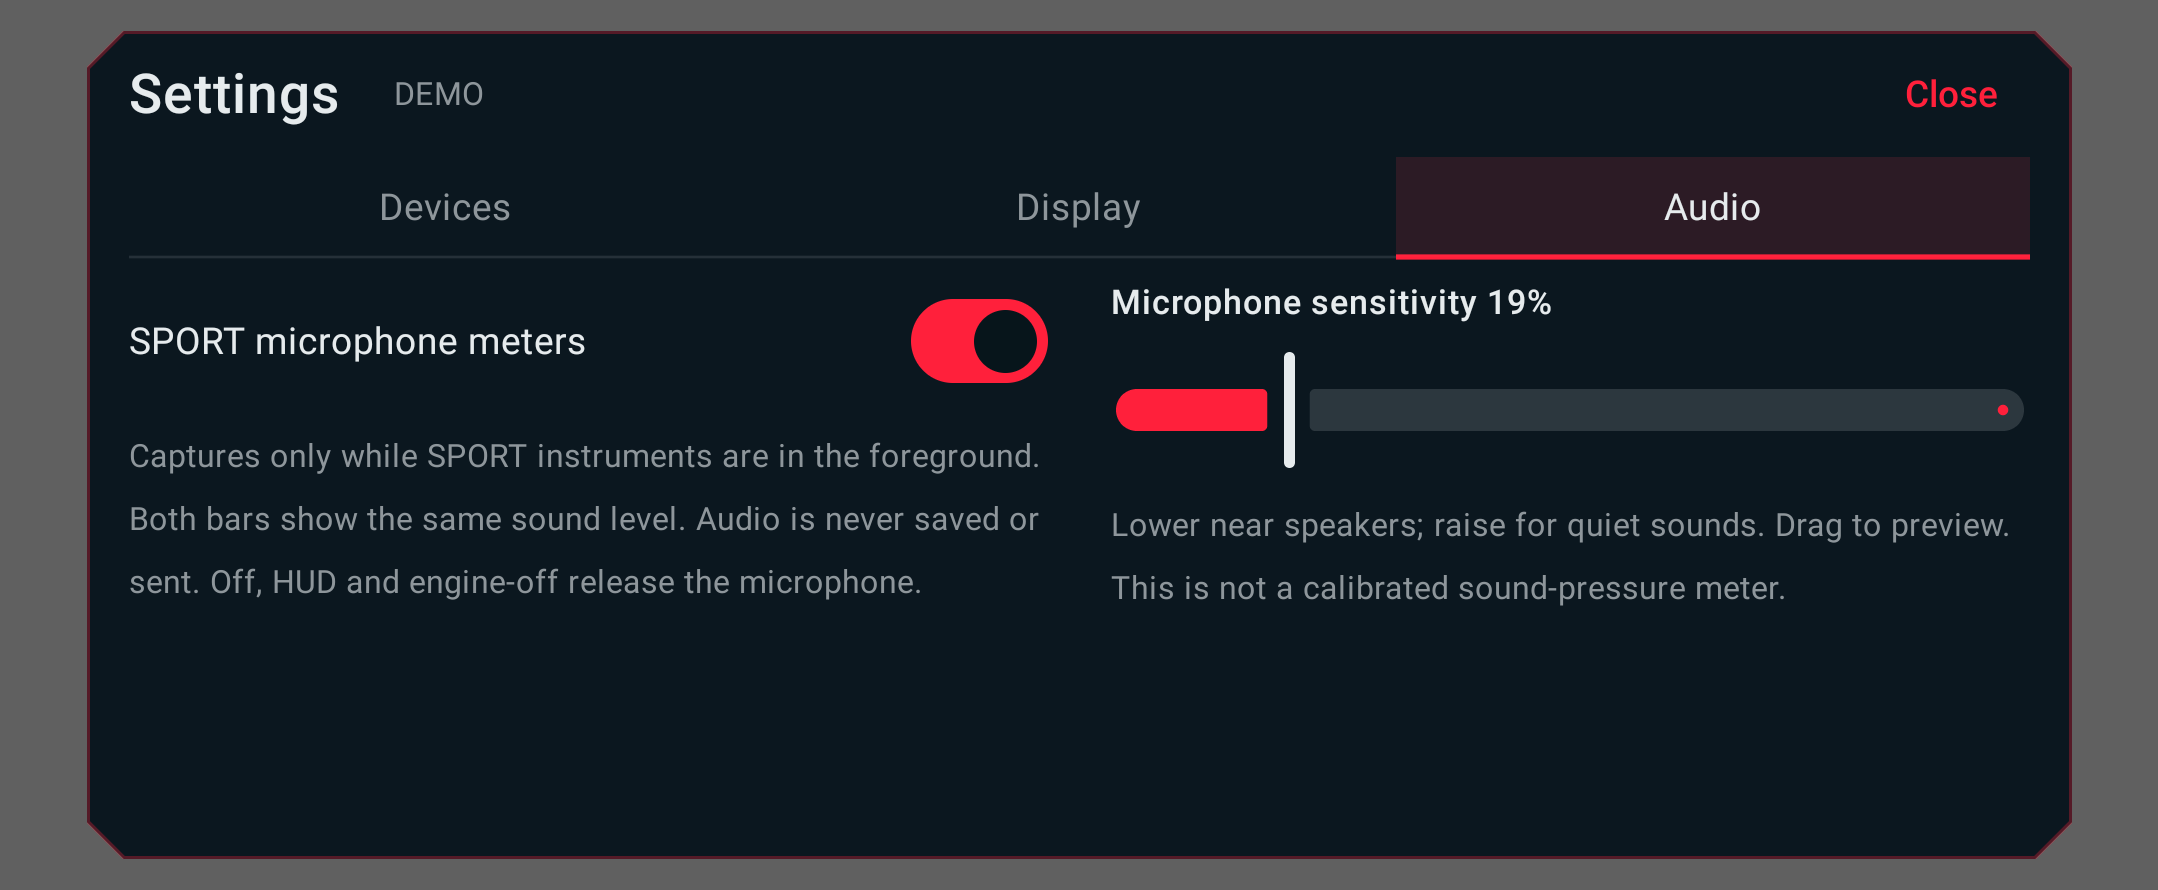 Settings DEMO Close
Devices Display Audio
SPORT microphone meters
Captures only while SPORT instruments are in the foreground.
Both bars show the same sound level. Audio is never saved or
sent. Off, HUD and engine-off release the microphone.
Microphone sensitivity 19%
Lower near speakers; raise for quiet sounds. Drag to preview.
This is not a calibrated sound-pressure meter.